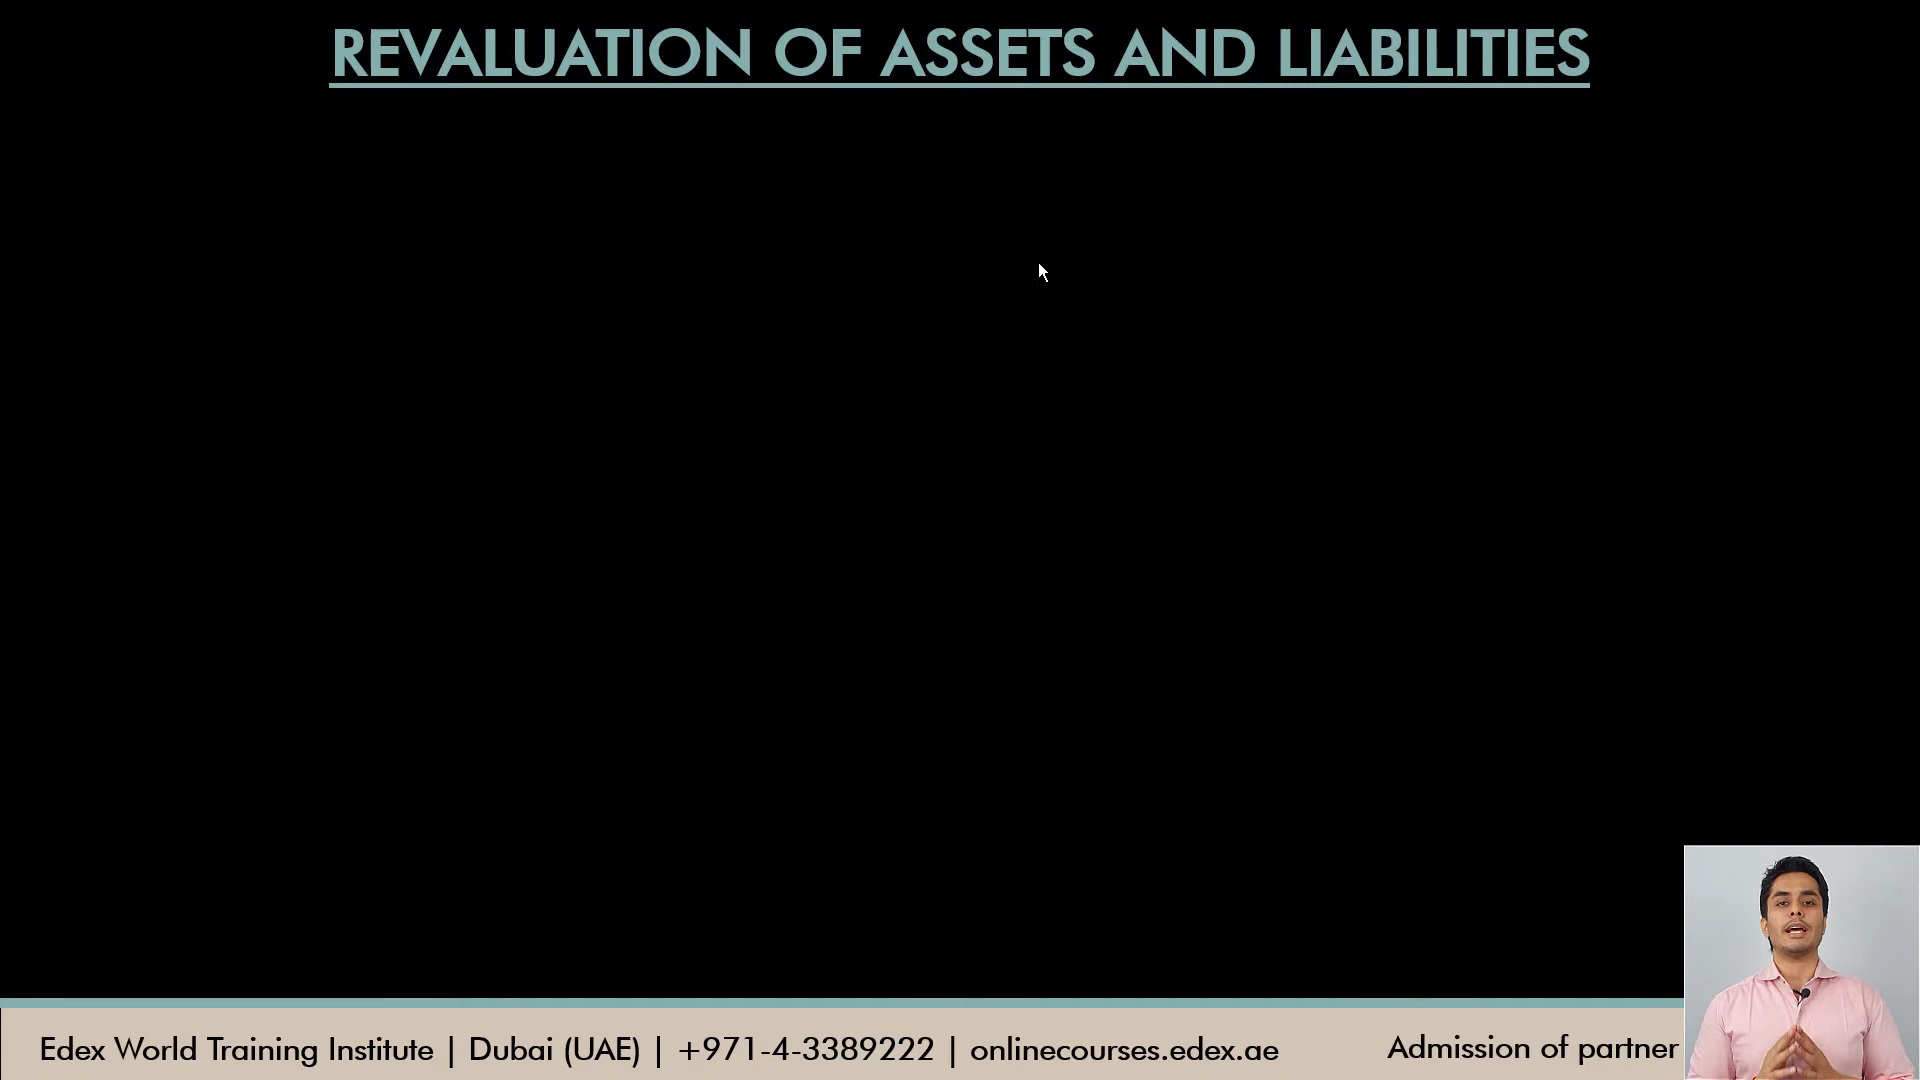 REVALUATION OF ASSETS AND LIABILITIES
Edex World Training Institute | Dubai (UAE) | +971-4-3389222 | onlinecourses.edex.ae
Admission of partner